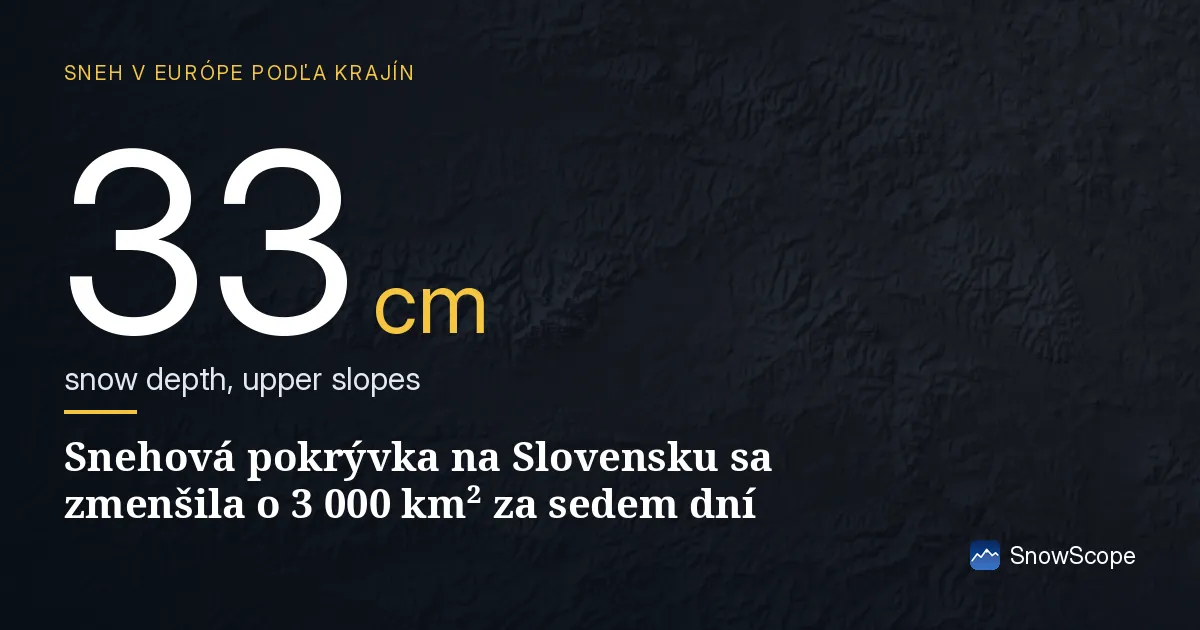 SNEH V EURÓPE PODĽA KRAJÍN
33 cm
snow depth, upper slopes
Snehová pokrývka na Slovensku sa
zmenšila o 3 000 km² za sedem dní
SnowScope